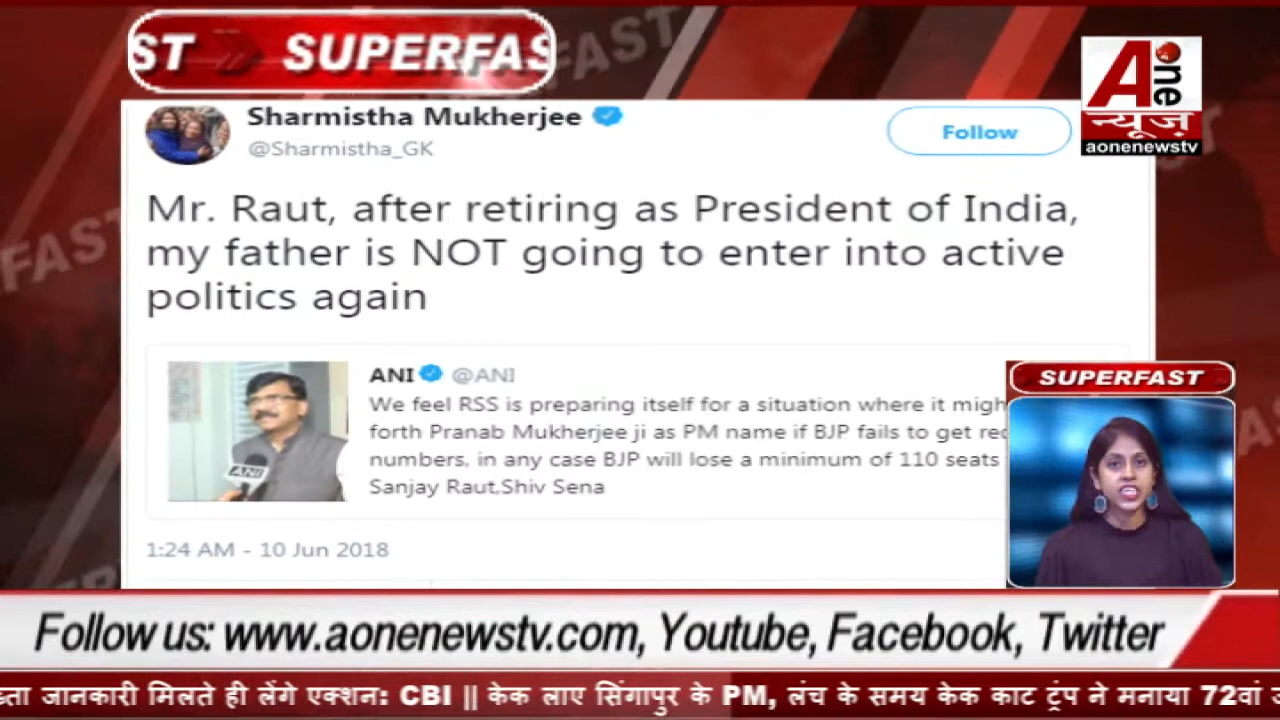 ST >> SUPERFAS
Sharmistha Mukherjee
@Sharmistha_GK
Follow
A one
न्यूज़
aonenewstv
Mr. Raut, after retiring as President of India,
my father is NOT going to enter into active
politics again
ANI @ANI
We feel RSS is preparing itself for a situation where it migh
forth Pranab Mukherjee ji as PM name if BJP fails to get rec
numbers, in any case BJP will lose a minimum of 110 seats
Sanjay Raut,Shiv Sena
ANI
SUPERFAST
1:24 AM - 10 Jun 2018
Follow us: www.aonenewstv.com, Youtube, Facebook, Twitter
जानकारी मिलते ही लेंगे एक्शन: CBI || केक लाए सिंगापुर के PM, लंच के समय केक काट ट्रंप ने मनाया 72वां